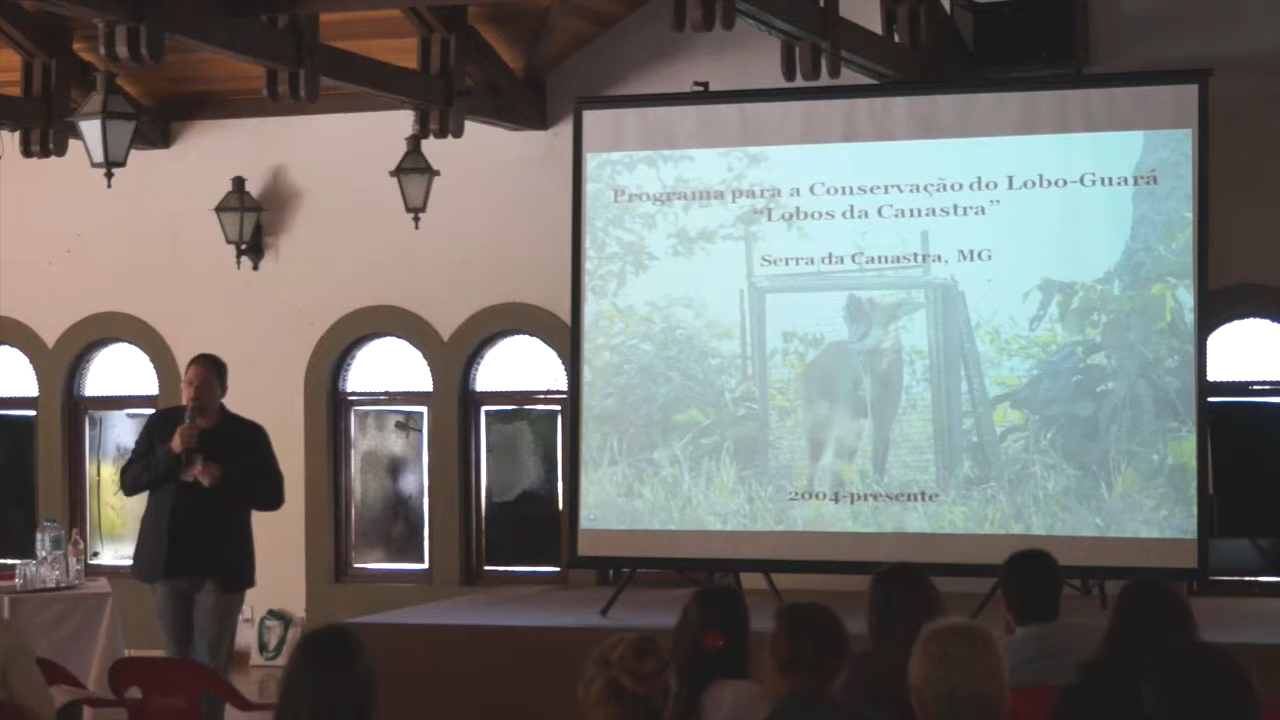 Programa para a Conservação do Lobo-Guará
“Lobos da Canastra”
Serra da Canastra, MG
2004-presente